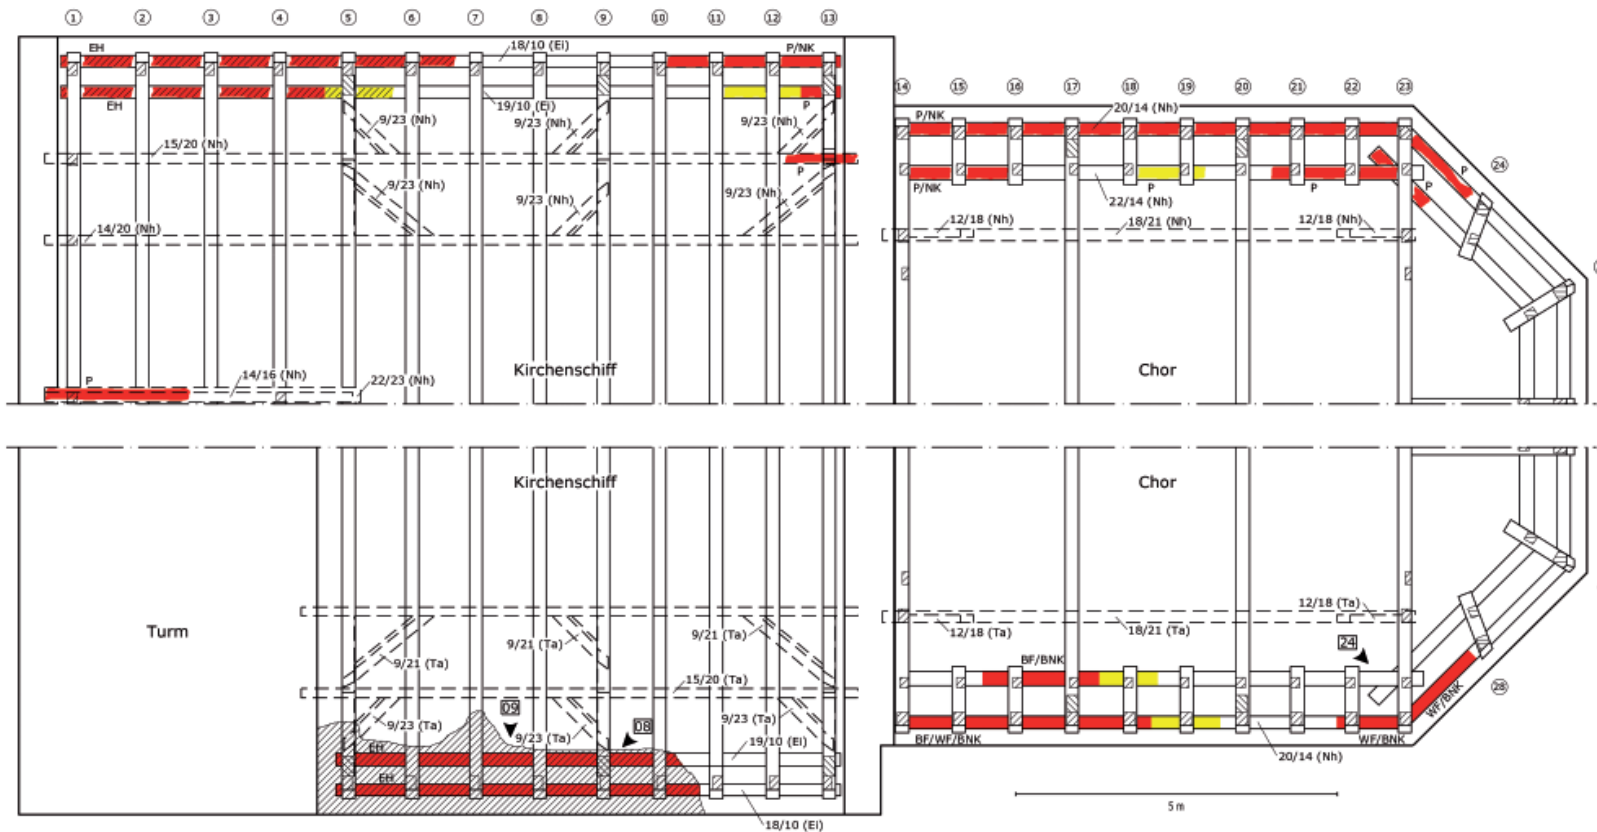 1 2 3 4 5 6 7 8 9 10 11 12 13
EH 18/10 (Ei) P/NK
EH 19/10 (Ei) P
14 15 16 17 18 19 20 21 22 23
P/NK 20/14 (Nh)
9/23 (Nh) 9/23 (Nh) 9/23 (Nh)
15/20 (Nh)
P
24
P
P/NK P P P
22/14 (Nh)
9/23 (Nh) 9/23 (Nh) 9/23 (Nh)
14/20 (Nh)
12/18 (Nh) 18/21 (Nh) 12/18 (Nh)
P 14/16 (Nh) 22/23 (Nh)
Kirchenschiff Chor
Kirchenschiff Chor
Turm
9/21 (Ta) 9/21 (Ta) 9/21 (Ta)
12/18 (Ta) 18/21 (Ta) 12/18 (Ta)
24
15/20 (Ta)
BF/BNK
28
WF/BNK
09 08
9/23 (Ta) 9/23 (Ta) 9/23 (Ta)
EH 19/10 (Ei)
BF/WF/BNK WF/BNK
20/14 (Nh)
EH
18/10 (Ei)
5 m